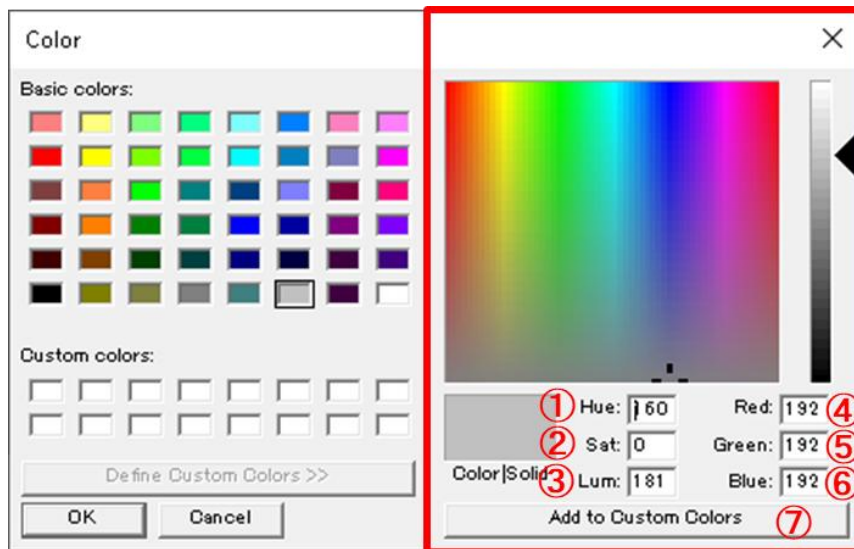 Color
Basic colors:
Custom colors:
Define Custom Colors >>
OK Cancel
① Hue: 160 Red: 192 ④
② Sat: 0 Green: 192 ⑤
Color|Solid ③ Lum: 181 Blue: 192 ⑥
Add to Custom Colors ⑦